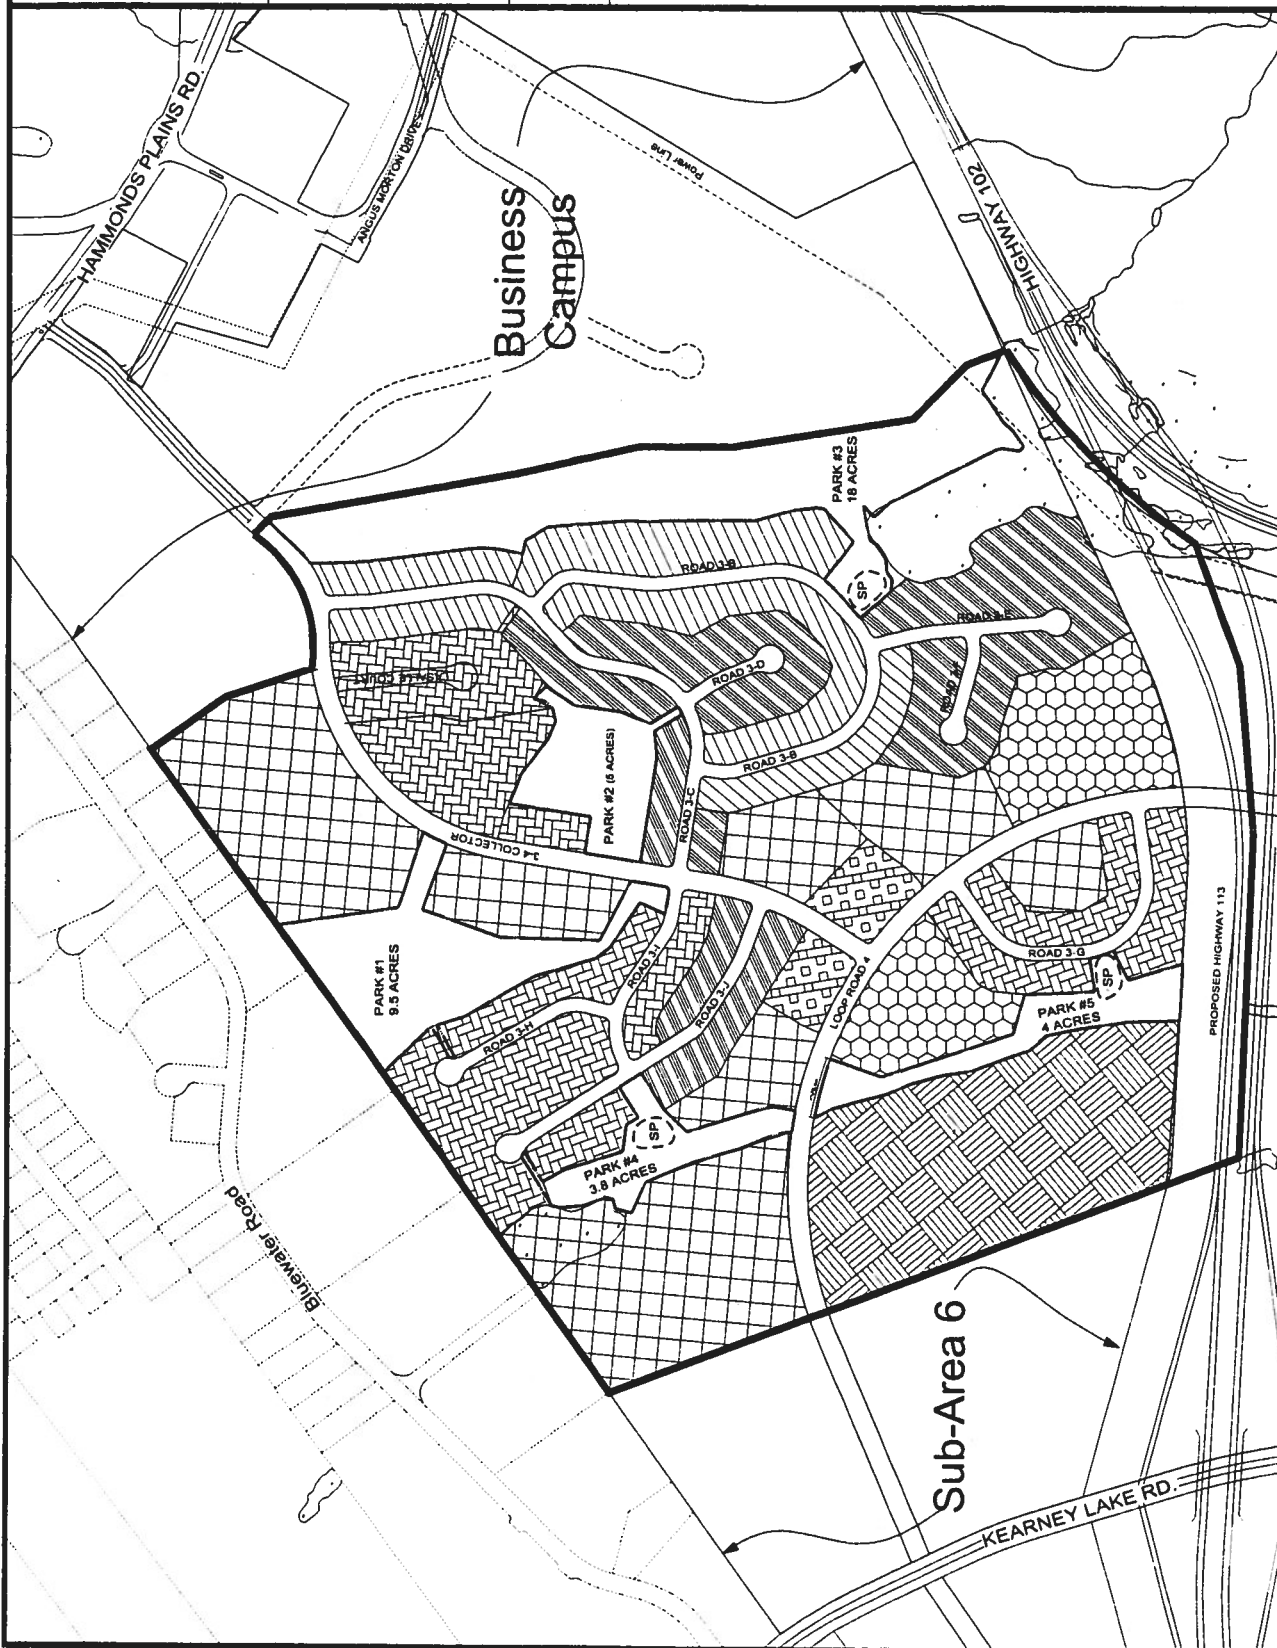 HAMMONDS PLAINS RD.
ANGUS MORTON DRIVE
Business
Campus
Power Line
HIGHWAY 102
PARK #3
18 ACRES
ROAD 3-B
SP
ROAD 3-E
ROAD 3-F
ROAD 3-D
ROAD 3-B
ROAD 3-C
PARK #2 (5 ACRES)
3-4 COLLECTOR
PARK #1
9.5 ACRES
ROAD 3-I
ROAD 3-H
ROAD 3-J
LOOP ROAD 4
ROAD 3-G
SP
PARK #5
4 ACRES
PROPOSED HIGHWAY 113
SP
PARK #4
3.8 ACRES
Bluewater Road
Sub-Area 6
KEARNEY LAKE RD.